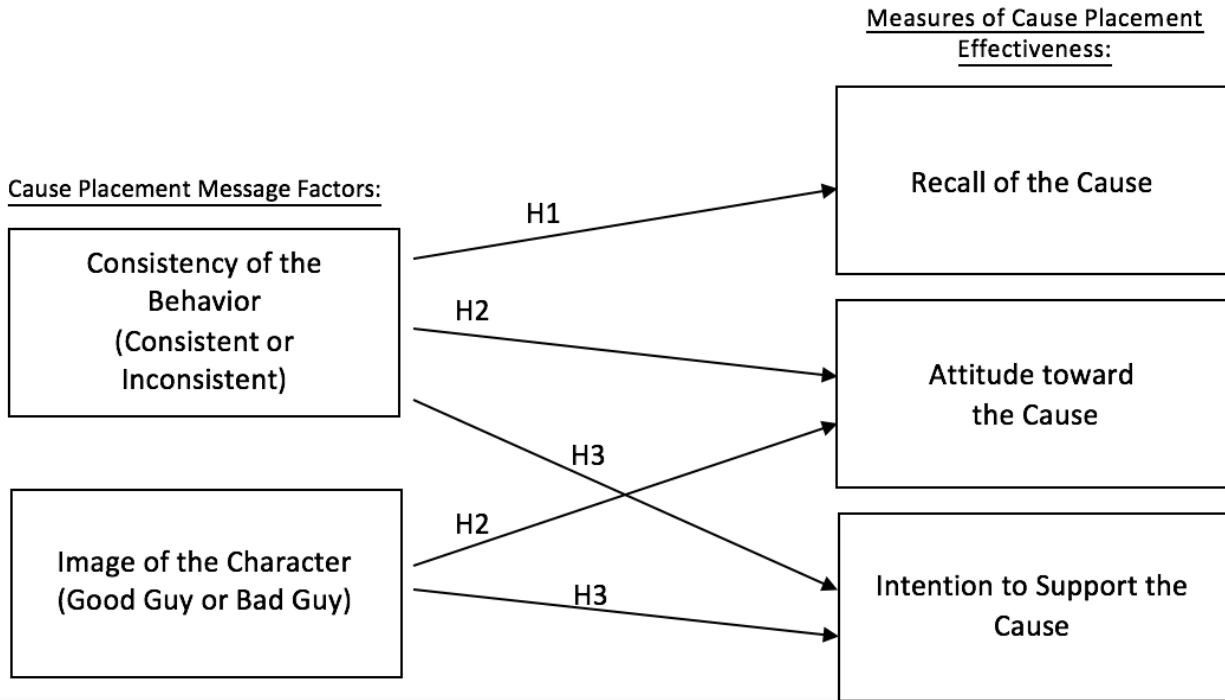 Measures of Cause Placement
Effectiveness:
Recall of the Cause
Cause Placement Message Factors:
H1
Consistency of the
Behavior
(Consistent or
Inconsistent)
H2
Attitude toward
the Cause
H3
H2
Image of the Character
(Good Guy or Bad Guy)
H3
Intention to Support the
Cause